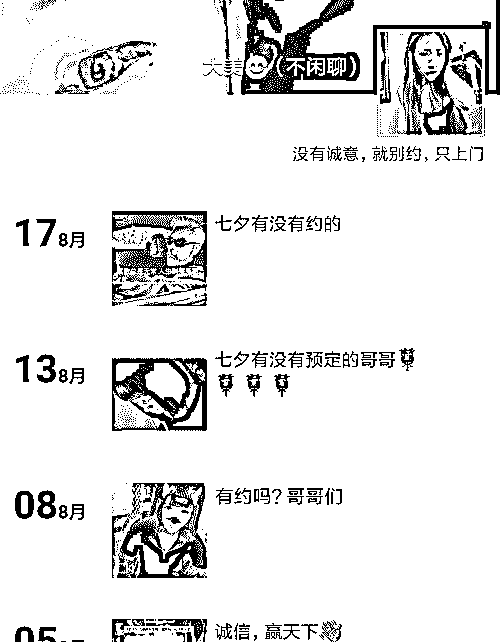 大美😊(不闲聊)
没有诚意，就别约，只上门
17 8月
七夕有没有约的
13 8月
七夕有没有预定的哥哥🌹
🌹🌹🌹
08 8月
有约吗？哥哥们
诚信，赢天下🌹